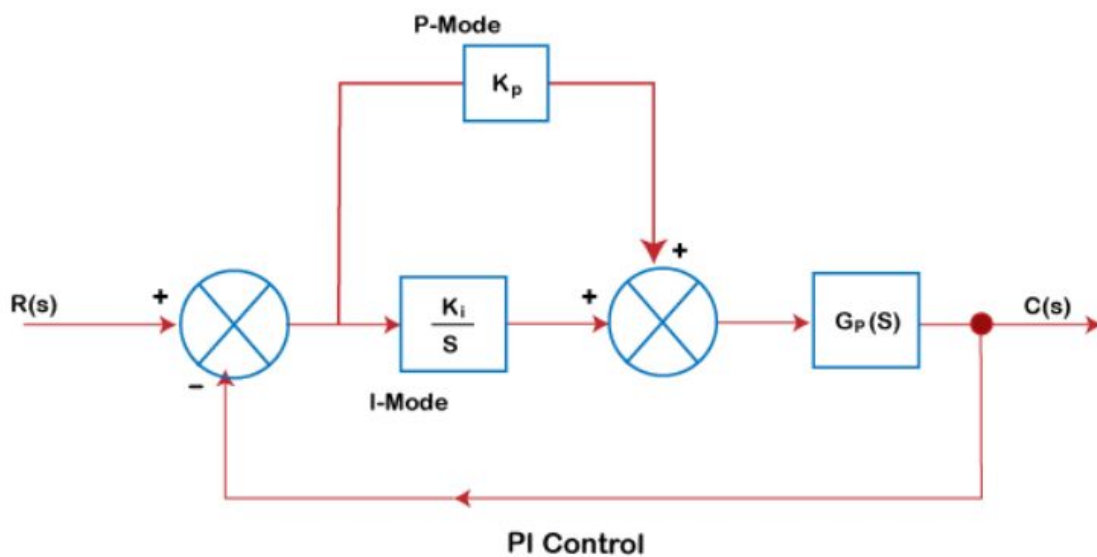 P-Mode
Kp
+
+
+
R(s)
Ki
S
GP(S)
C(s)
−
I-Mode
PI Control